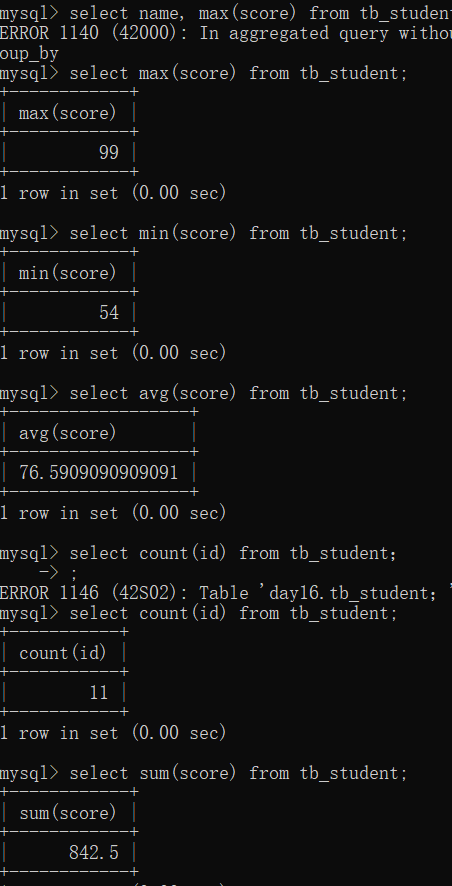 mysql> select name, max(score) from tb_student
ERROR 1140 (42000): In aggregated query withou
oup_by
mysql> select max(score) from tb_student;
+------------+
| max(score) |
+------------+
|         99 |
+------------+
1 row in set (0.00 sec)
mysql> select min(score) from tb_student;
+------------+
| min(score) |
+------------+
|         54 |
+------------+
1 row in set (0.00 sec)
mysql> select avg(score) from tb_student;
+------------------+
| avg(score)       |
+------------------+
| 76.5909090909091 |
+------------------+
1 row in set (0.00 sec)
mysql> select count(id) from tb_student；
    -> ;
ERROR 1146 (42S02): Table 'day16.tb_student；'
mysql> select count(id) from tb_student;
+-----------+
| count(id) |
+-----------+
|        11 |
+-----------+
1 row in set (0.00 sec)
mysql> select sum(score) from tb_student;
+------------+
| sum(score) |
+------------+
|      842.5 |